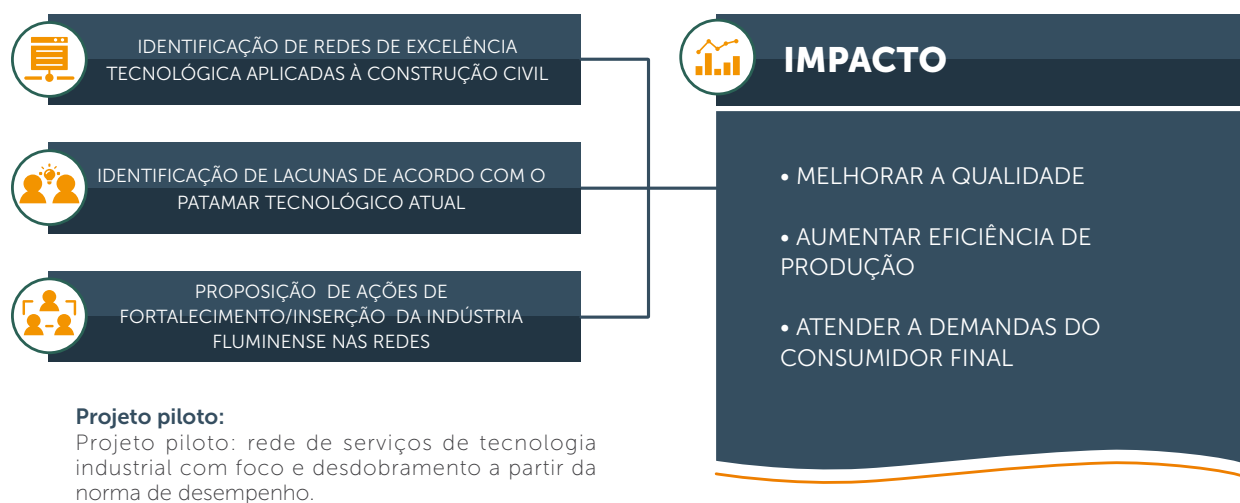 IDENTIFICAÇÃO DE REDES DE EXCELÊNCIA
TECNOLÓGICA APLICADAS À CONSTRUÇÃO CIVIL
IDENTIFICAÇÃO DE LACUNAS DE ACORDO COM O
PATAMAR TECNOLÓGICO ATUAL
PROPOSIÇÃO DE AÇÕES DE
FORTALECIMENTO/INSERÇÃO DA INDÚSTRIA
FLUMINENSE NAS REDES
Projeto piloto:
Projeto piloto: rede de serviços de tecnologia
industrial com foco e desdobramento a partir da
norma de desempenho.
IMPACTO
• MELHORAR A QUALIDADE
• AUMENTAR EFICIÊNCIA DE
PRODUÇÃO
• ATENDER A DEMANDAS DO
CONSUMIDOR FINAL